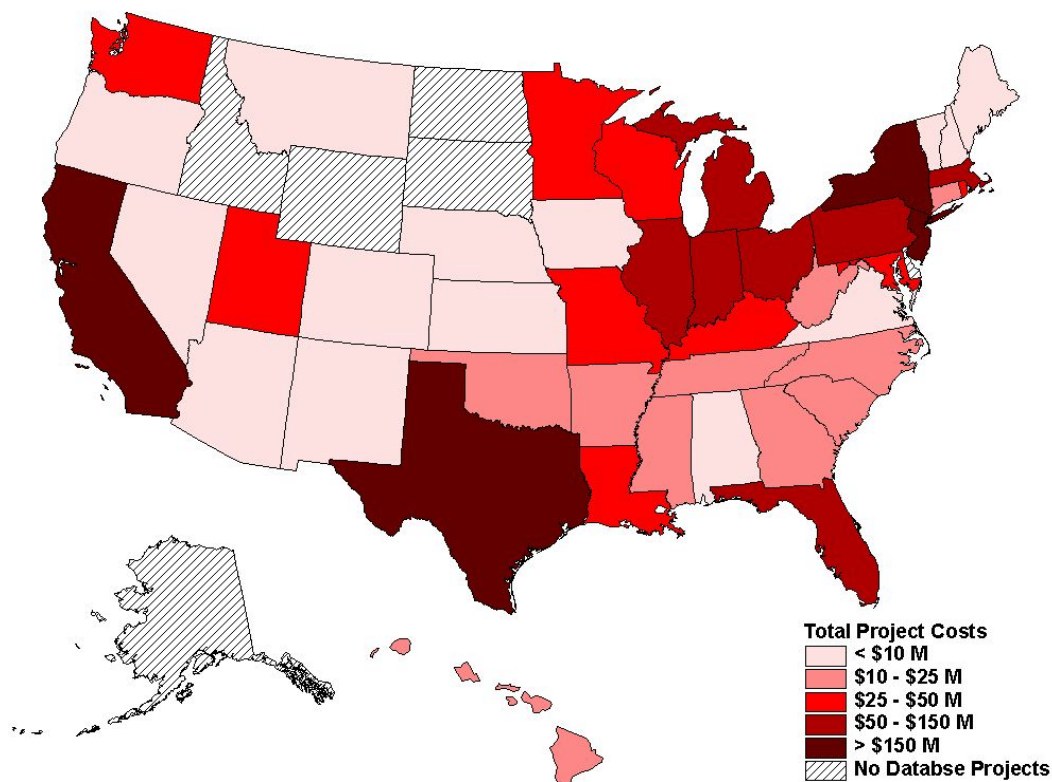 Total Project Costs
< $10 M
$10 - $25 M
$25 - $50 M
$50 - $150 M
> $150 M
No Databse Projects